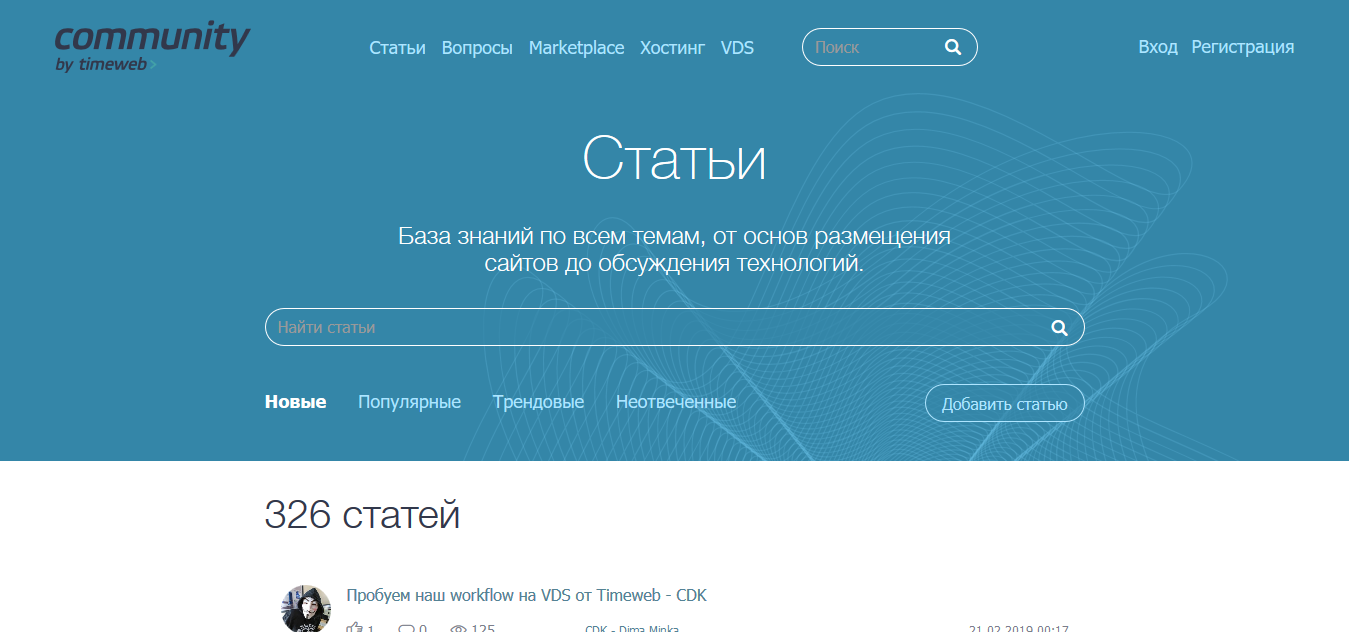 community
by timeweb>
Статьи Вопросы Marketplace Хостинг VDS
Поиск
Вход Регистрация
Статьи
База знаний по всем темам, от основ размещения
сайтов до обсуждения технологий.
Найти статьи
Новые Популярные Трендовые Неотвеченные
Добавить статью
326 статей
Пробуем наш workflow на VDS от Timeweb - CDK
1 0 125 CDK - Dima Minka 21.02.2019 00:17